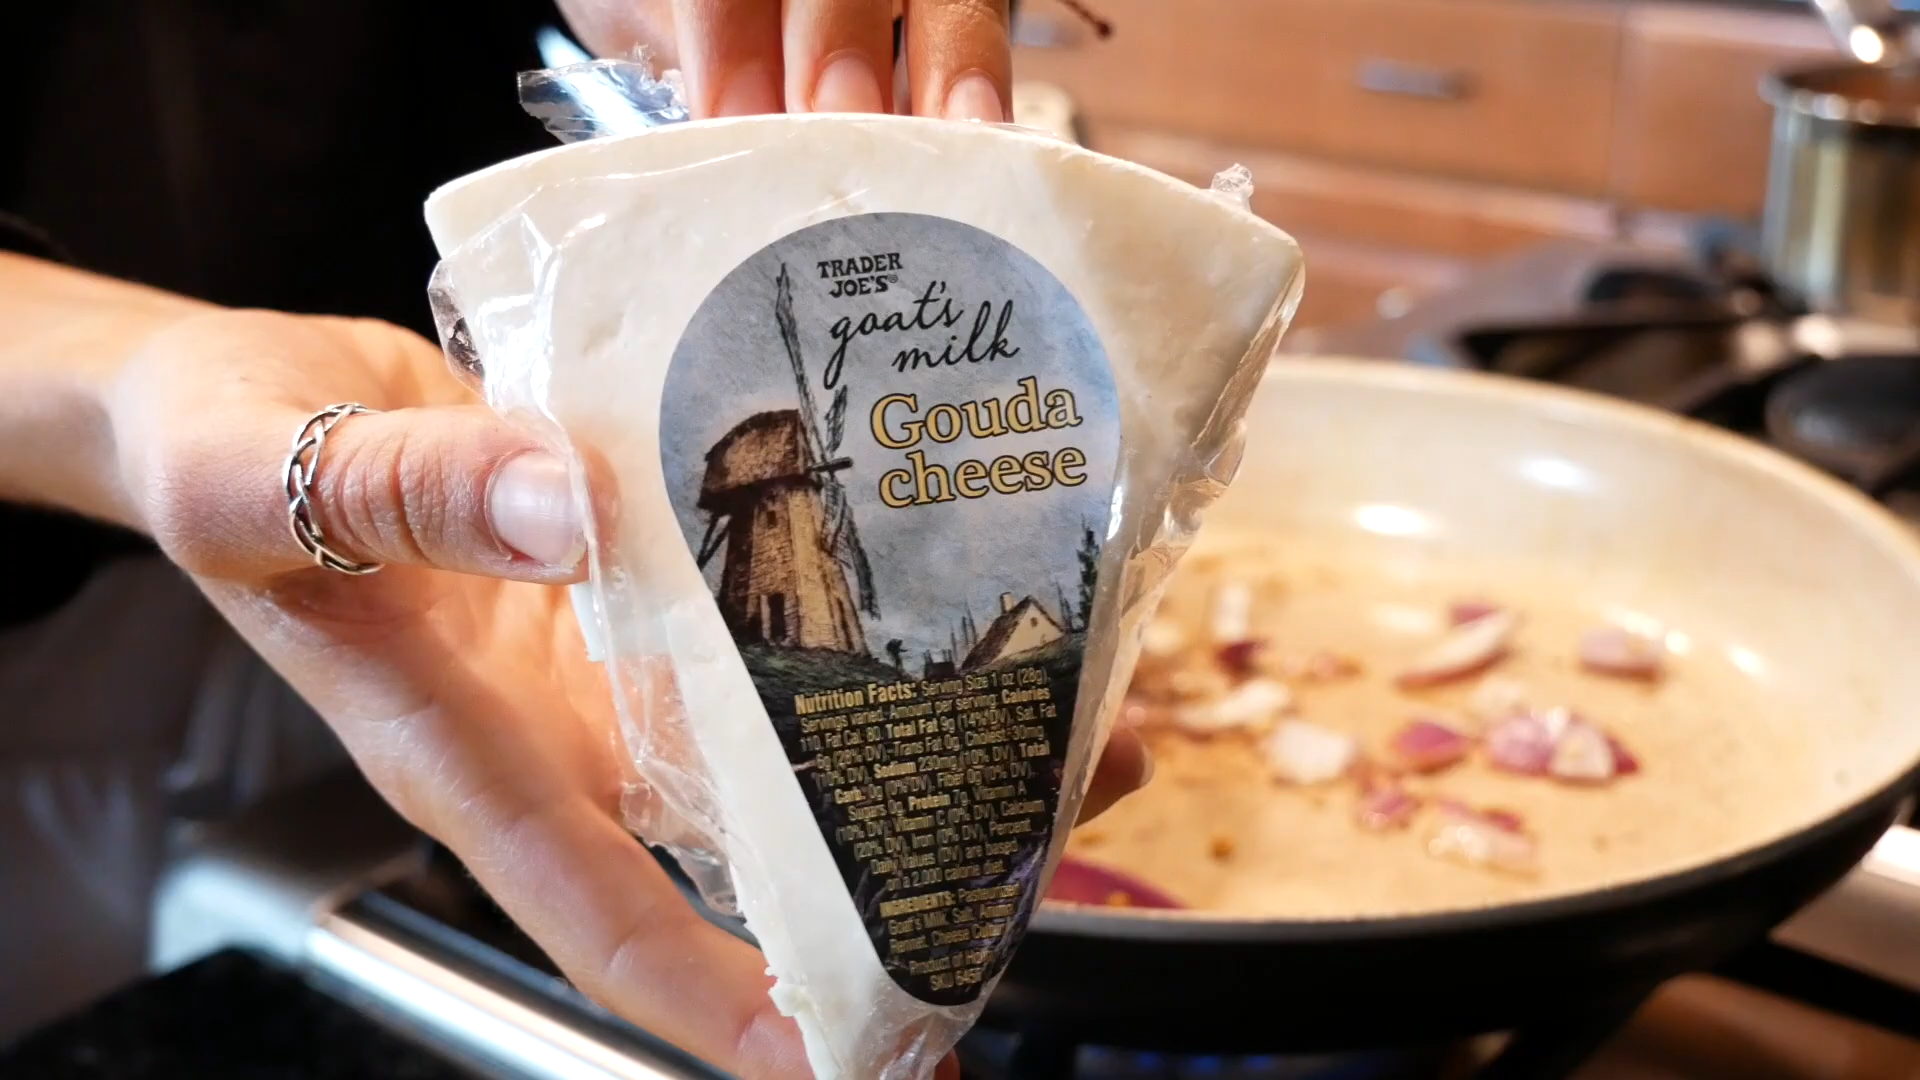 TRADER
JOE'S®
goat's
milk
Gouda
cheese
Nutrition Facts: Serving Size 1 oz (28g),
Servings varied, Amount per serving: Calories
110, Fat Cal. 80, Total Fat 9g (14% DV), Sat. Fat
5g (26% DV), Trans Fat 0g, Cholest. 30mg
(10% DV), Sodium 230mg (10% DV), Total
Carb. 0g (0% DV), Fiber 0g (0% DV),
Sugars 0g, Protein 7g, Vitamin A
(10% DV), Vitamin C (0% DV), Calcium
(20% DV), Iron (0% DV), Percent
Daily Values (DV) are based
on a 2,000 calorie diet.
INGREDIENTS: Pasteurized
Goat's Milk, Salt,
Rennet, Cheese
Product of
SKU